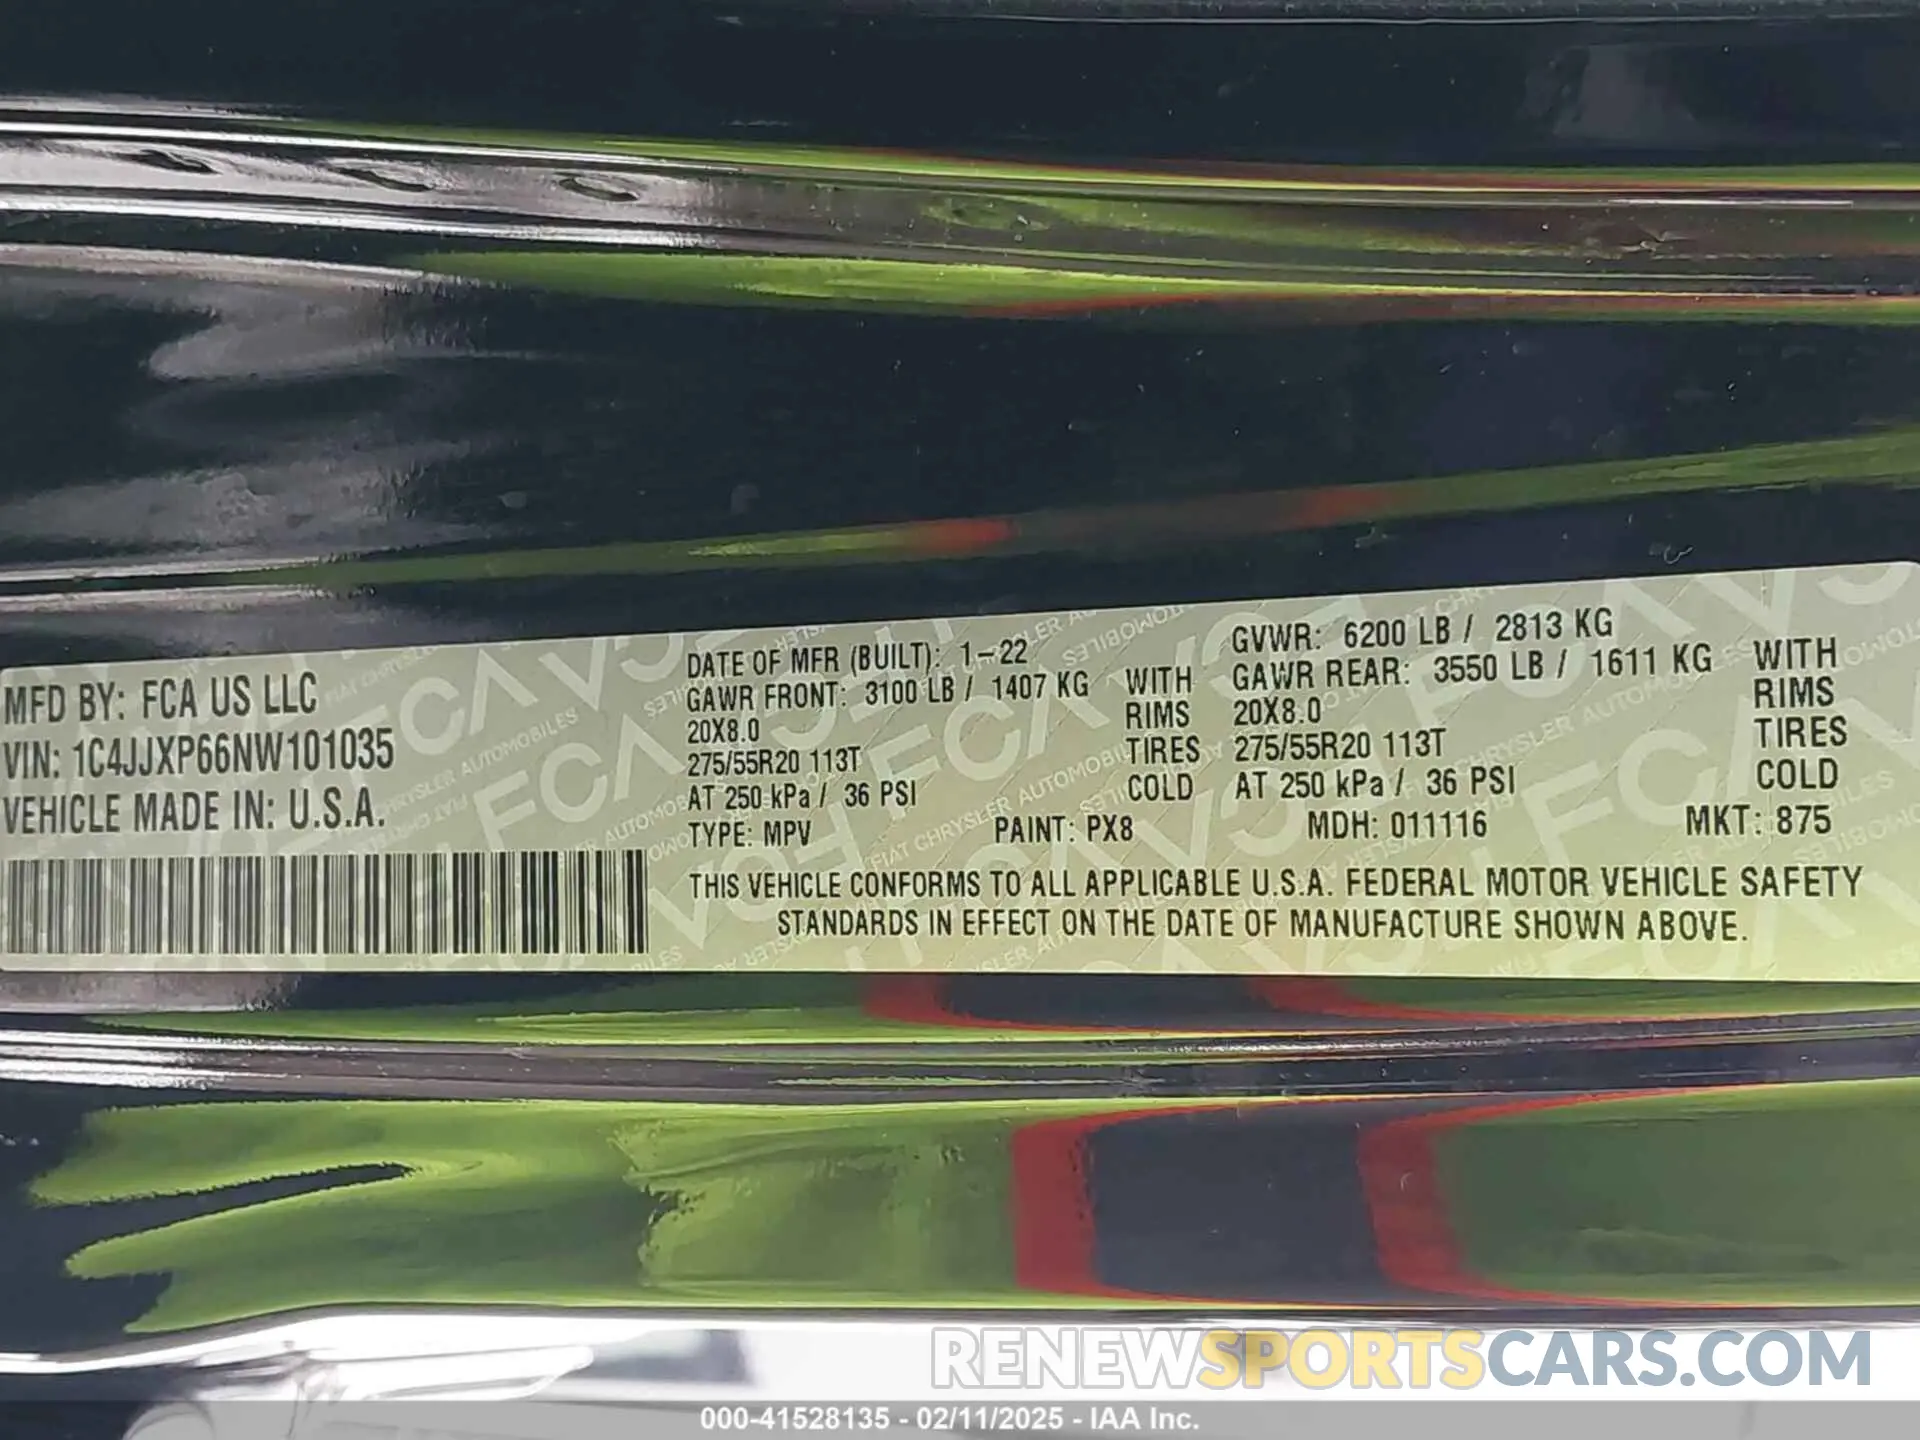 MFD BY: FCA US LLC
VIN: 1C4JJXP66NW101035
VEHICLE MADE IN: U.S.A.
DATE OF MFR (BUILT): 1-22
GAWR FRONT: 3100 LB / 1407 KG WITH
20X8.0 RIMS
275/55R20 113T TIRES
AT 250 kPa / 36 PSI COLD
GVWR: 6200 LB / 2813 KG
GAWR REAR: 3550 LB / 1611 KG WITH
20X8.0 RIMS
275/55R20 113T TIRES
AT 250 kPa / 36 PSI COLD
TYPE: MPV PAINT: PX8 MDH: 011116 MKT: 875
THIS VEHICLE CONFORMS TO ALL APPLICABLE U.S.A. FEDERAL MOTOR VEHICLE SAFETY
STANDARDS IN EFFECT ON THE DATE OF MANUFACTURE SHOWN ABOVE.
RENEWSPORTSCARS.COM
000-41528135 - 02/11/2025 - IAA Inc.